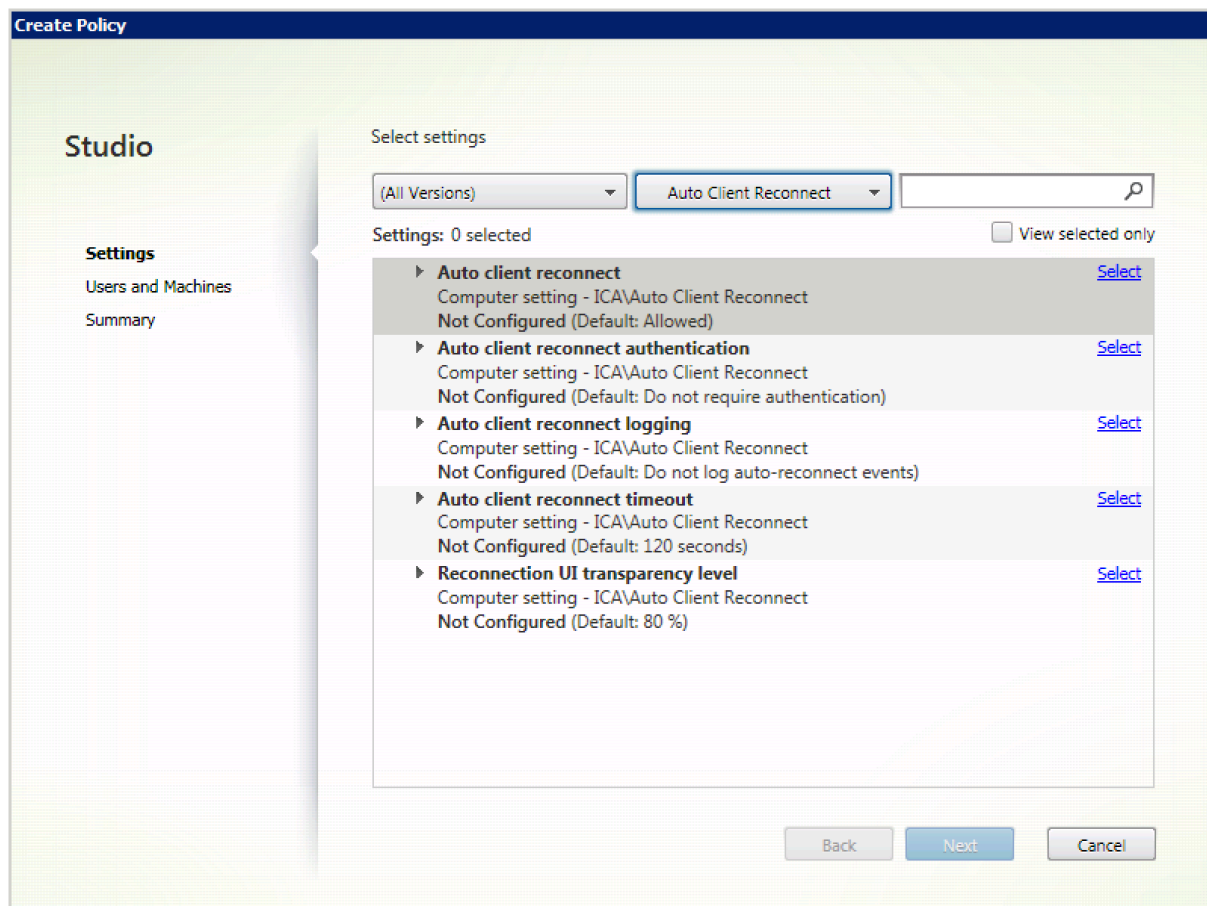 Create Policy
Studio
Settings
Users and Machines
Summary
Select settings
(All Versions)
Auto Client Reconnect
Settings: 0 selected
View selected only
Auto client reconnect
Select
Computer setting - ICA\Auto Client Reconnect
Not Configured (Default: Allowed)
Auto client reconnect authentication
Select
Computer setting - ICA\Auto Client Reconnect
Not Configured (Default: Do not require authentication)
Auto client reconnect logging
Select
Computer setting - ICA\Auto Client Reconnect
Not Configured (Default: Do not log auto-reconnect events)
Auto client reconnect timeout
Select
Computer setting - ICA\Auto Client Reconnect
Not Configured (Default: 120 seconds)
Reconnection UI transparency level
Select
Computer setting - ICA\Auto Client Reconnect
Not Configured (Default: 80 %)
Back
Next
Cancel